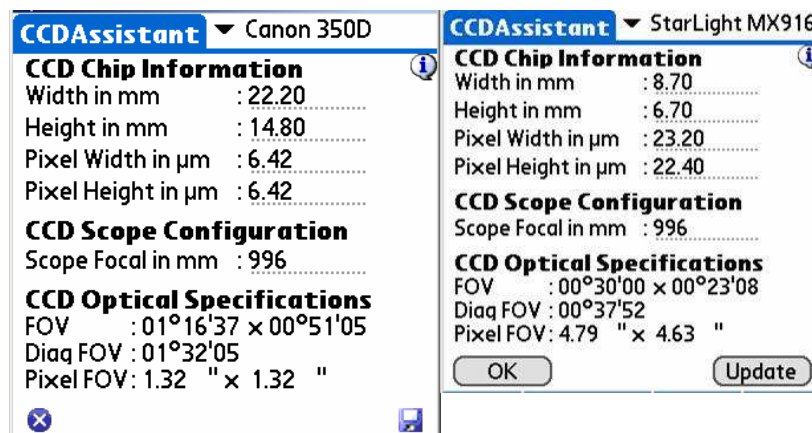 CCDAssistant Canon 350D
CCD Chip Information
Width in mm : 22.20
Height in mm : 14.80
Pixel Width in µm : 6.42
Pixel Height in µm : 6.42
CCD Scope Configuration
Scope Focal in mm : 996
CCD Optical Specifications
FOV : 01°16'37 x 00°51'05
Diag FOV : 01°32'05
Pixel FOV: 1.32 " x 1.32 "
CCDAssistant StarLight MX916
CCD Chip Information
Width in mm : 8.70
Height in mm : 6.70
Pixel Width in µm : 23.20
Pixel Height in µm : 22.40
CCD Scope Configuration
Scope Focal in mm : 996
CCD Optical Specifications
FOV : 00°30'00 x 00°23'08
Diag FOV : 00°37'52
Pixel FOV: 4.79 " x 4.63 "
OK Update